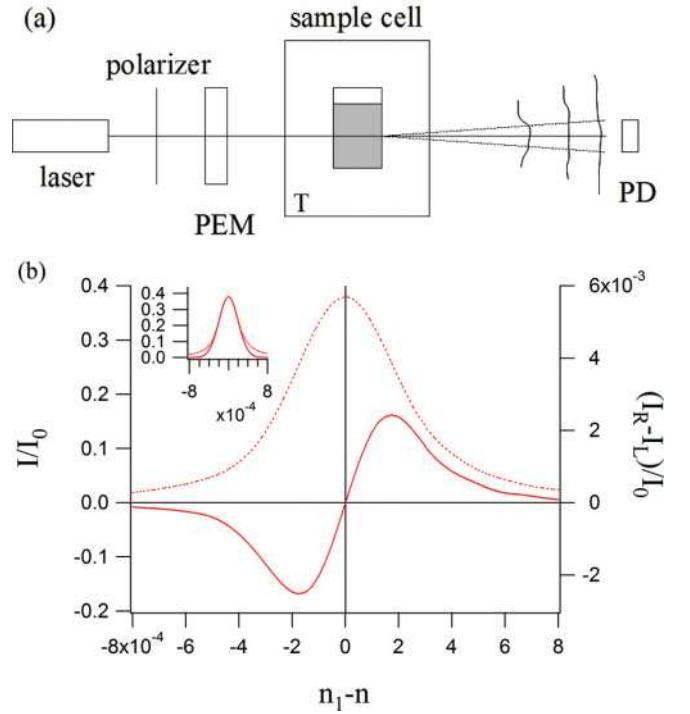 (a)
sample cell
polarizer
laser
PEM
T
PD
(b)
0.4
0.3
0.2
0.1
0.0
-0.1
-0.2
I/I₀
0.4
0.3
0.2
0.1
0.0
-8
8
x10⁻⁴
6x10⁻³
4
2
0
-2
(I_R-I_L)/I₀
-8x10⁻⁴
-6
-4
-2
0
2
4
6
8
n₁-n